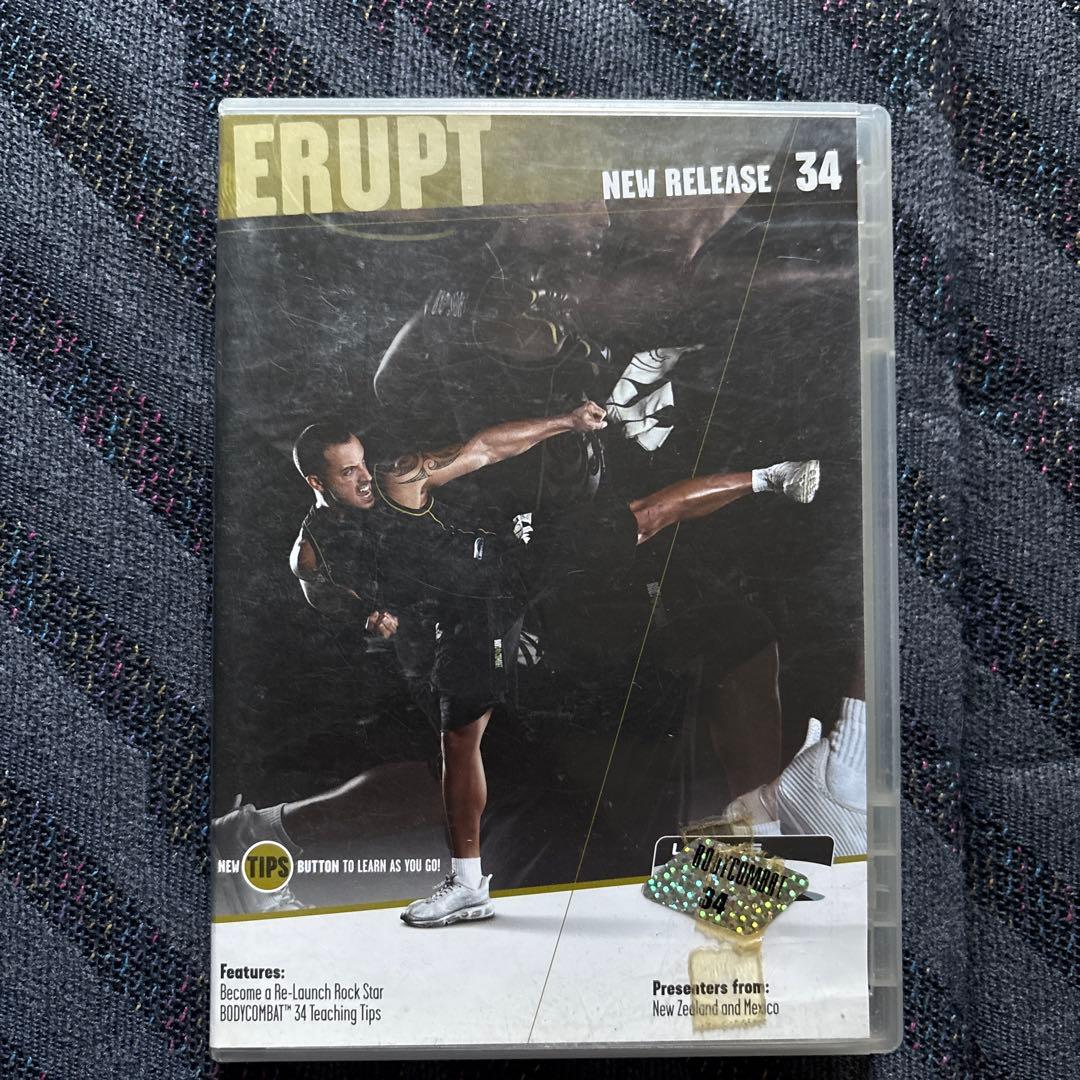 ERUPT
NEW RELEASE 34
NEW TIPS BUTTON TO LEARN AS YOU GO!
BODYCOMBAT
34
Features:
Become a Re-Launch Rock Star
BODYCOMBAT™ 34 Teaching Tips
Presenters from:
New Zealand and Mexico